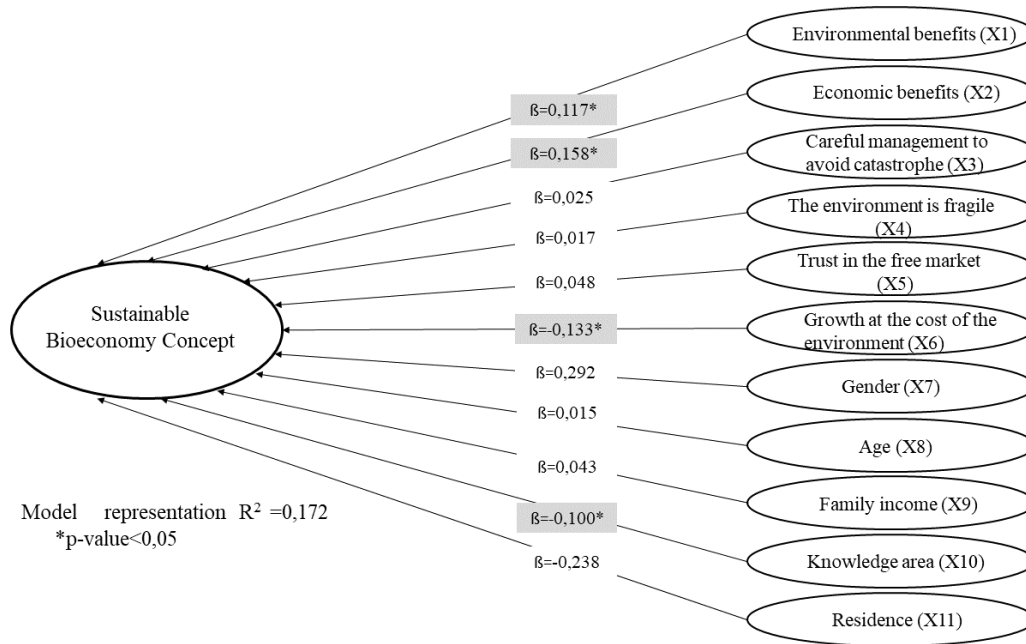 Environmental benefits (X1)
ß=0,117*
Economic benefits (X2)
ß=0,158*
Careful management to
avoid catastrophe (X3)
ß=0,025
The environment is fragile
(X4)
ß=0,017
Trust in the free market
(X5)
ß=0,048
Sustainable
Bioeconomy Concept
Growth at the cost of the
environment (X6)
ß=-0,133*
Gender (X7)
ß=0,292
Age (X8)
ß=0,015
Family income (X9)
ß=0,043
Knowledge area (X10)
ß=-0,100*
Residence (X11)
ß=-0,238
Model representation R² =0,172
*p-value<0,05